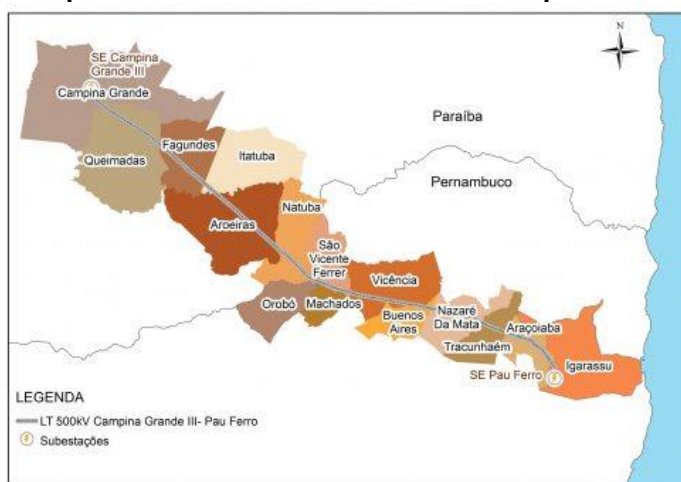 N
SE Campina
Grande III
Campina Grande
Paraíba
Fagundes
Itatuba
Queimadas
Pernambuco
Natuba
Aroeiras
São
Vicente
Ferrer
Vicência
Orobó
Machados
Buenos
Aires
Nazaré
Da Mata
Araçoiaba
Tracunhaém
Igarassu
SE Pau Ferro
LEGENDA
LT 500kV Campina Grande III- Pau Ferro
Subestações